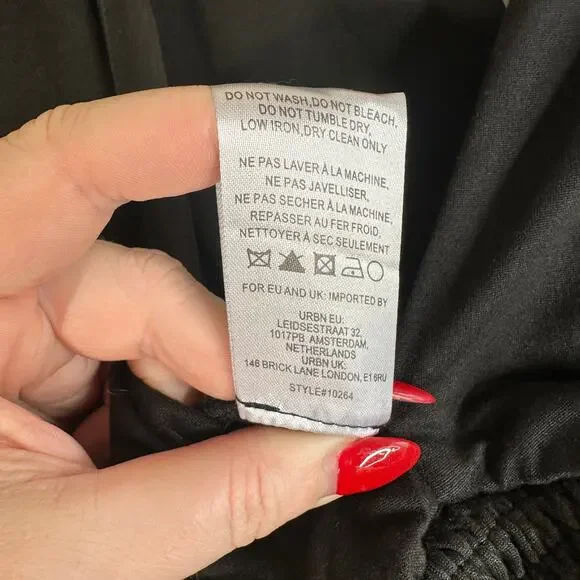 DO NOT WASH,DO NOT BLEACH,
DO NOT TUMBLE DRY,
LOW IRON,DRY CLEAN ONLY
NE PAS LAVER À LA MACHINE,
NE PAS JAVELLISER,
NE PAS SECHER À LA MACHINE,
REPASSER AU FER FROID,
NETTOYER À SEC SEULEMENT
FOR EU AND UK: IMPORTED BY
URBN EU:
LEIDSESTRAAT 32,
1017PB AMSTERDAM,
NETHERLANDS
URBN UK:
146 BRICK LANE LONDON, E1 6RU
STYLE#10264